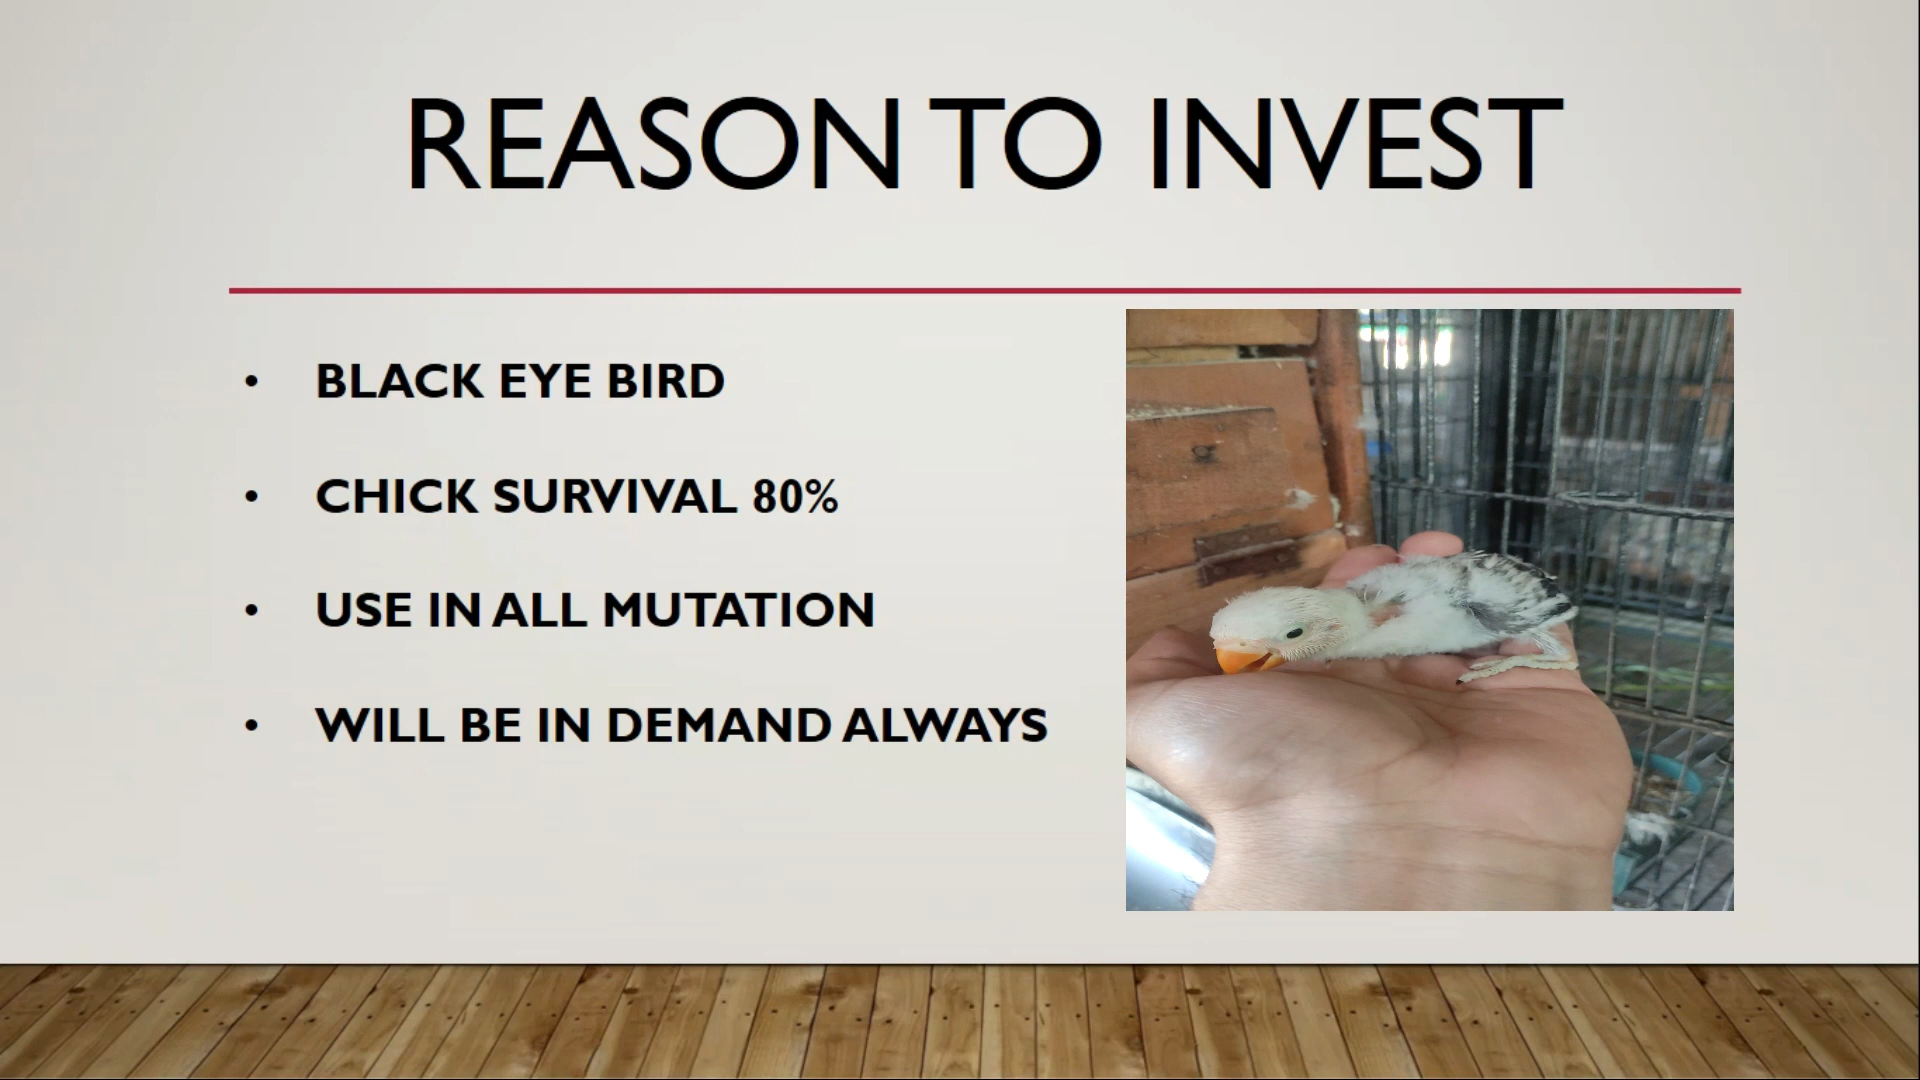 REASON TO INVEST
• BLACK EYE BIRD
• CHICK SURVIVAL 80%
• USE IN ALL MUTATION
• WILL BE IN DEMAND ALWAYS